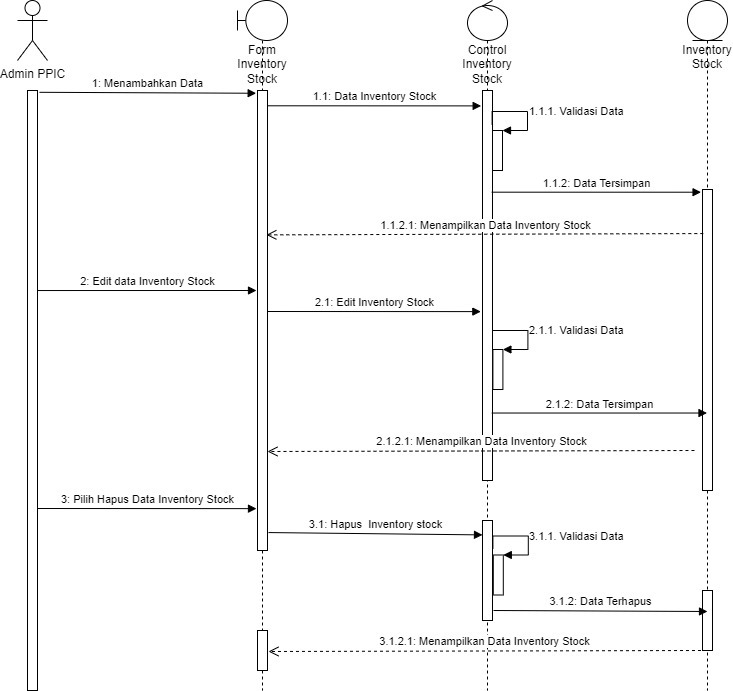 Admin PPIC
Form
Inventory
Stock
Control
Inventory
Stock
Inventory
Stock
1: Menambahkan Data
1.1: Data Inventory Stock
1.1.1. Validasi Data
1.1.2: Data Tersimpan
1.1.2.1: Menampilkan Data Inventory Stock
2: Edit data Inventory Stock
2.1: Edit Inventory Stock
2.1.1. Validasi Data
2.1.2: Data Tersimpan
2.1.2.1: Menampilkan Data Inventory Stock
3: Pilih Hapus Data Inventory Stock
3.1: Hapus  Inventory stock
3.1.1. Validasi Data
3.1.2: Data Terhapus
3.1.2.1: Menampilkan Data Inventory Stock